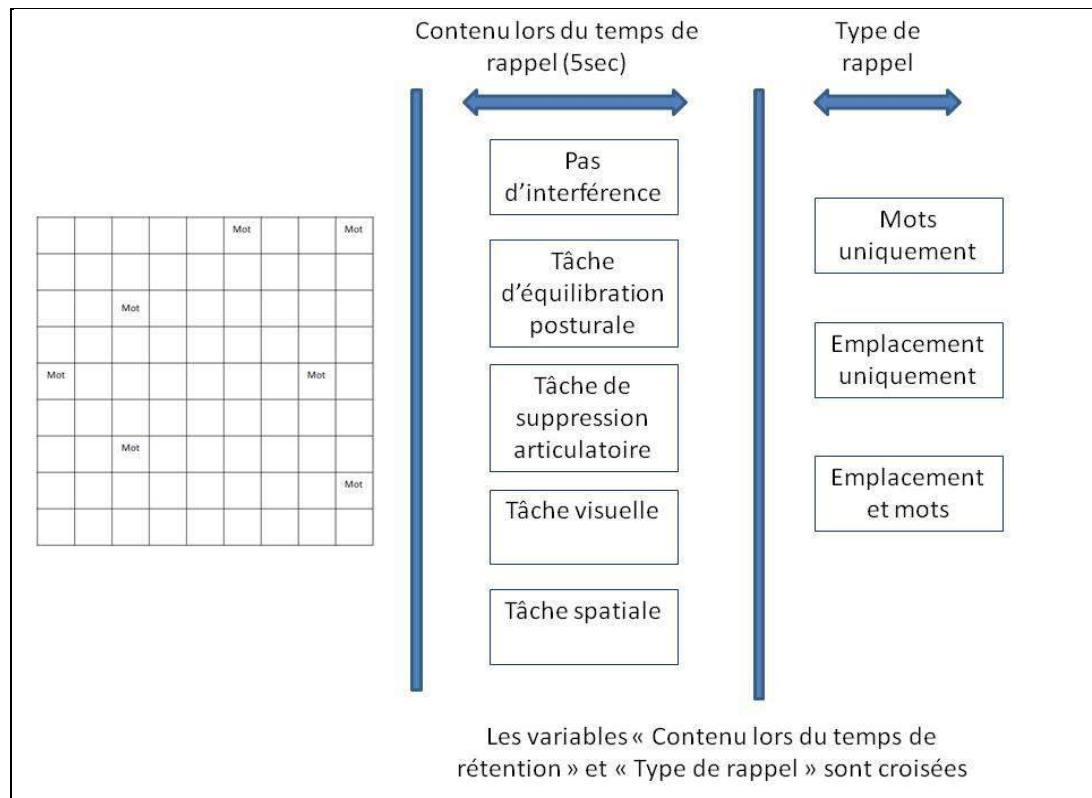 Contenu lors du temps de
rappel (5sec)
Type de
rappel
Pas
d'interférence
Tâche
d'équilibration
posturale
Tâche de
suppression
articulatoire
Tâche visuelle
Tâche spatiale
Mots
uniquement
Emplacement
uniquement
Emplacement
et mots
Mot Mot
Mot
Mot Mot
Mot
Mot
Les variables « Contenu lors du temps de
rétention » et « Type de rappel » sont croisées